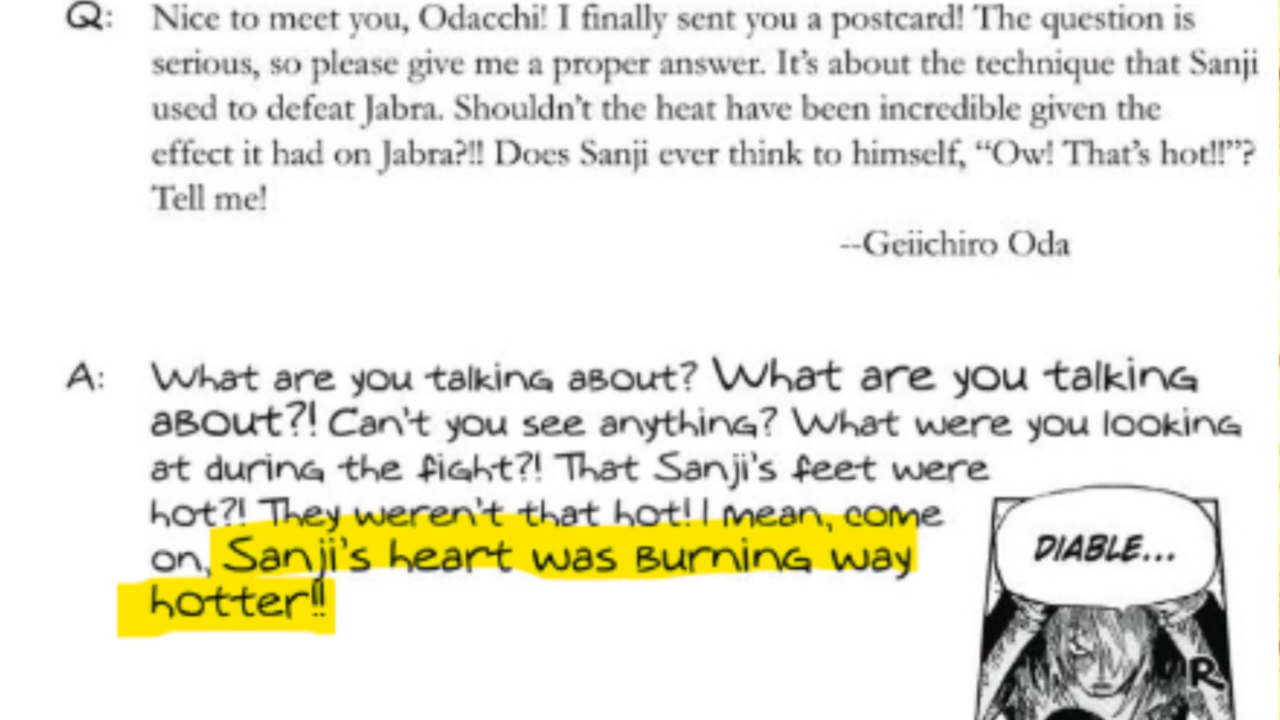 Q: Nice to meet you, Odacchi! I finally sent you a postcard! The question is
serious, so please give me a proper answer. It's about the technique that Sanji
used to defeat Jabra. Shouldn't the heat have been incredible given the
effect it had on Jabra?!! Does Sanji ever think to himself, “Ow! That's hot!!”?
Tell me!
--Geiichiro Oda
A: What are you talking about? What are you talking
about?! Can't you see anything? What were you looking
at during the fight?! That Sanji's feet were
hot?! They weren't that hot! I mean, come
on, Sanji's heart was burning way
hotter!!
DIABLE...
R